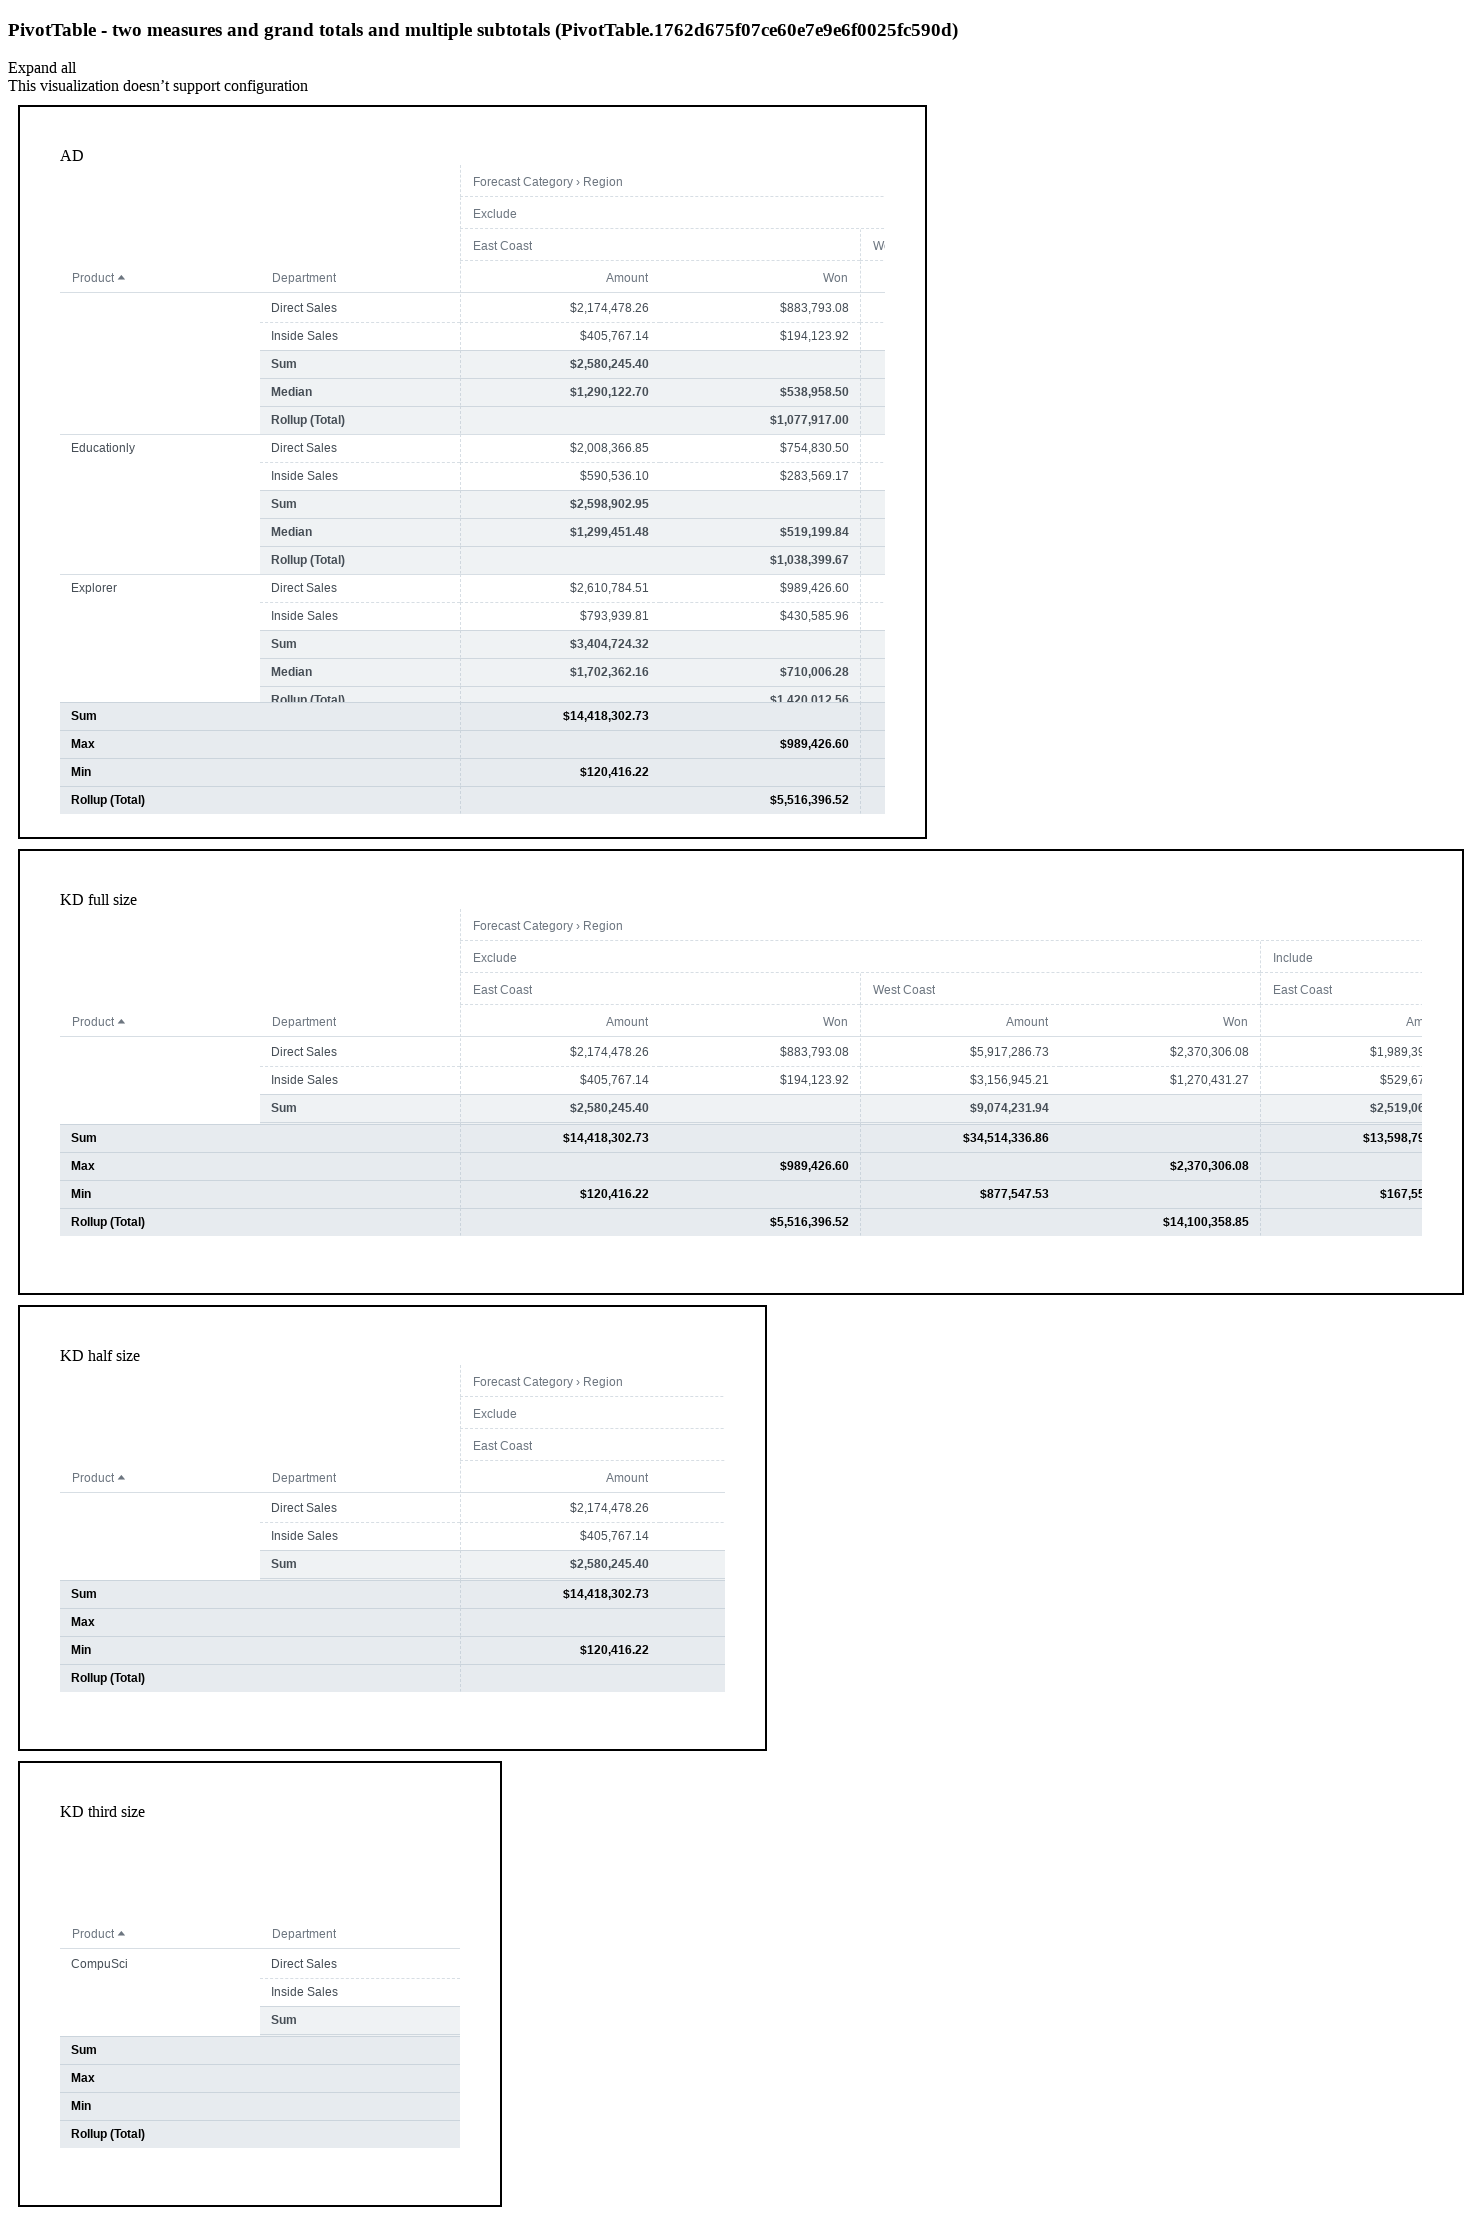 PivotTable - two measures and grand totals and multiple subtotals (PivotTable.1762d675f07ce60e7e9e6f0025fc590d)
Expand all
This visualization doesn’t support configuration
AD
Forecast Category › Region
Exclude
East Coast
Product Department Amount Won
Direct Sales $2,174,478.26 $883,793.08
Inside Sales $405,767.14 $194,123.92
Sum $2,580,245.40
Median $1,290,122.70 $538,958.50
Rollup (Total) $1,077,917.00
Educationly Direct Sales $2,008,366.85 $754,830.50
Inside Sales $590,536.10 $283,569.17
Sum $2,598,902.95
Median $1,299,451.48 $519,199.84
Rollup (Total) $1,038,399.67
Explorer Direct Sales $2,610,784.51 $989,426.60
Inside Sales $793,939.81 $430,585.96
Sum $3,404,724.32
Median $1,702,362.16 $710,006.28
Rollup (Total) $1,420,012.56
Sum $14,418,302.73
Max $989,426.60
Min $120,416.22
Rollup (Total) $5,516,396.52
KD full size
Forecast Category › Region
Exclude Include
East Coast West Coast East Coast
Product Department Amount Won Amount Won Am
Direct Sales $2,174,478.26 $883,793.08 $5,917,286.73 $2,370,306.08 $1,989,39
Inside Sales $405,767.14 $194,123.92 $3,156,945.21 $1,270,431.27 $529,67
Sum $2,580,245.40 $9,074,231.94 $2,519,06
Sum $14,418,302.73 $34,514,336.86 $13,598,79
Max $989,426.60 $2,370,306.08
Min $120,416.22 $877,547.53 $167,55
Rollup (Total) $5,516,396.52 $14,100,358.85
KD half size
Forecast Category › Region
Exclude
East Coast
Product Department Amount
Direct Sales $2,174,478.26
Inside Sales $405,767.14
Sum $2,580,245.40
Sum $14,418,302.73
Max
Min $120,416.22
Rollup (Total)
KD third size
Product Department
CompuSci Direct Sales
Inside Sales
Sum
Sum
Max
Min
Rollup (Total)